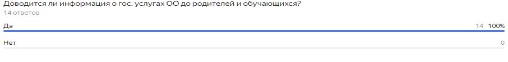 Доводится ли информация о гос. услугах ОО до родителей и обучающихся?
14 ответов
Да 14 100%
Нет 0